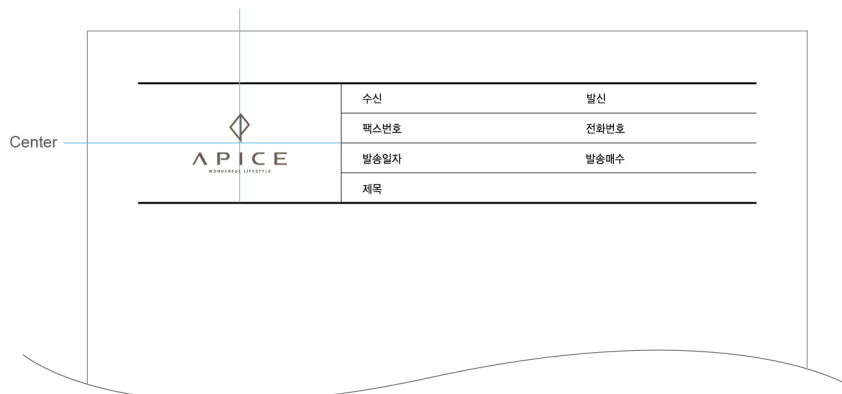 수신 발신
팩스번호 전화번호
Center
APICE
WONDERFUL LIFESTYLE
발송일자 발송매수
제목